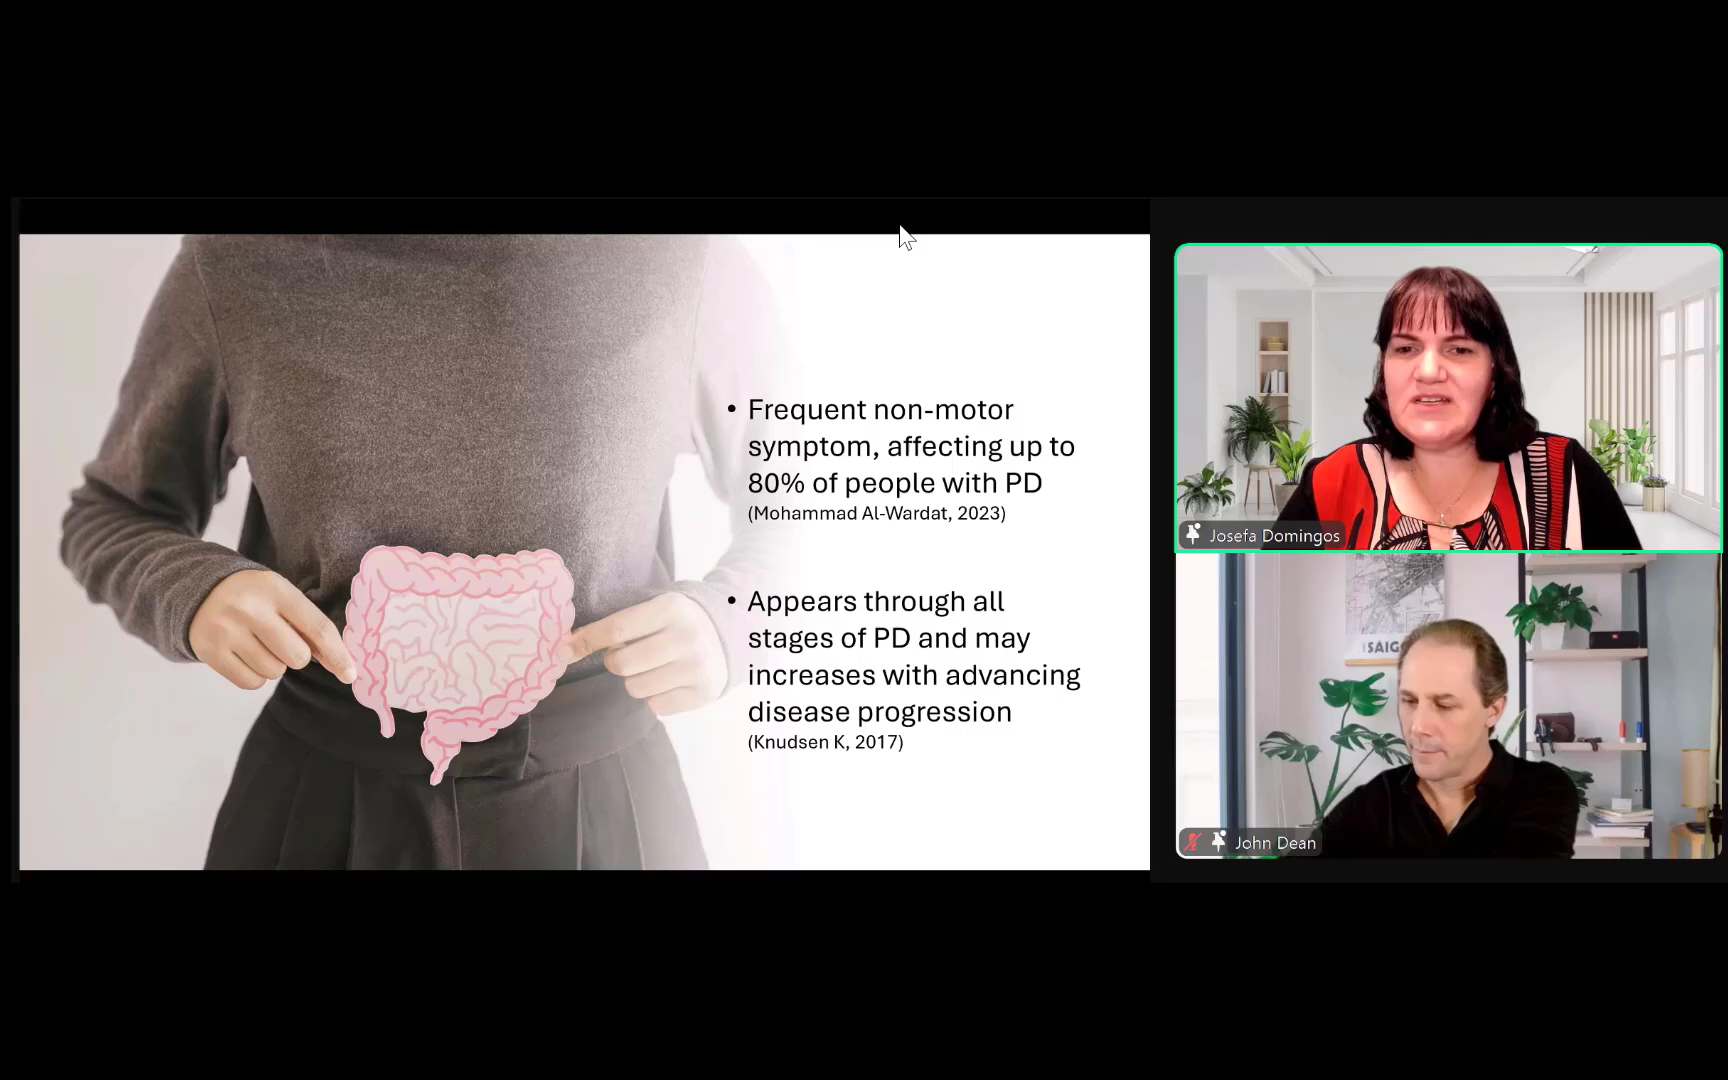 • Frequent non-motor
symptom, affecting up to
80% of people with PD
(Mohammad Al-Wardat, 2023)
• Appears through all
stages of PD and may
increases with advancing
disease progression
(Knudsen K, 2017)
Josefa Domingos
SAIG
John Dean